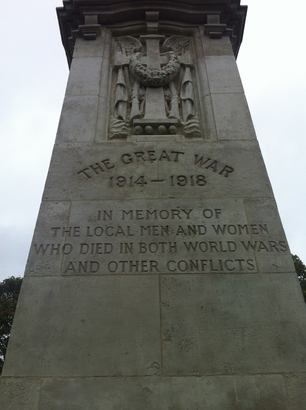 THE GREAT WAR
1914 — 1918
IN MEMORY OF
THE LOCAL MEN AND WOMEN
WHO DIED IN BOTH WORLD WARS
AND OTHER CONFLICTS